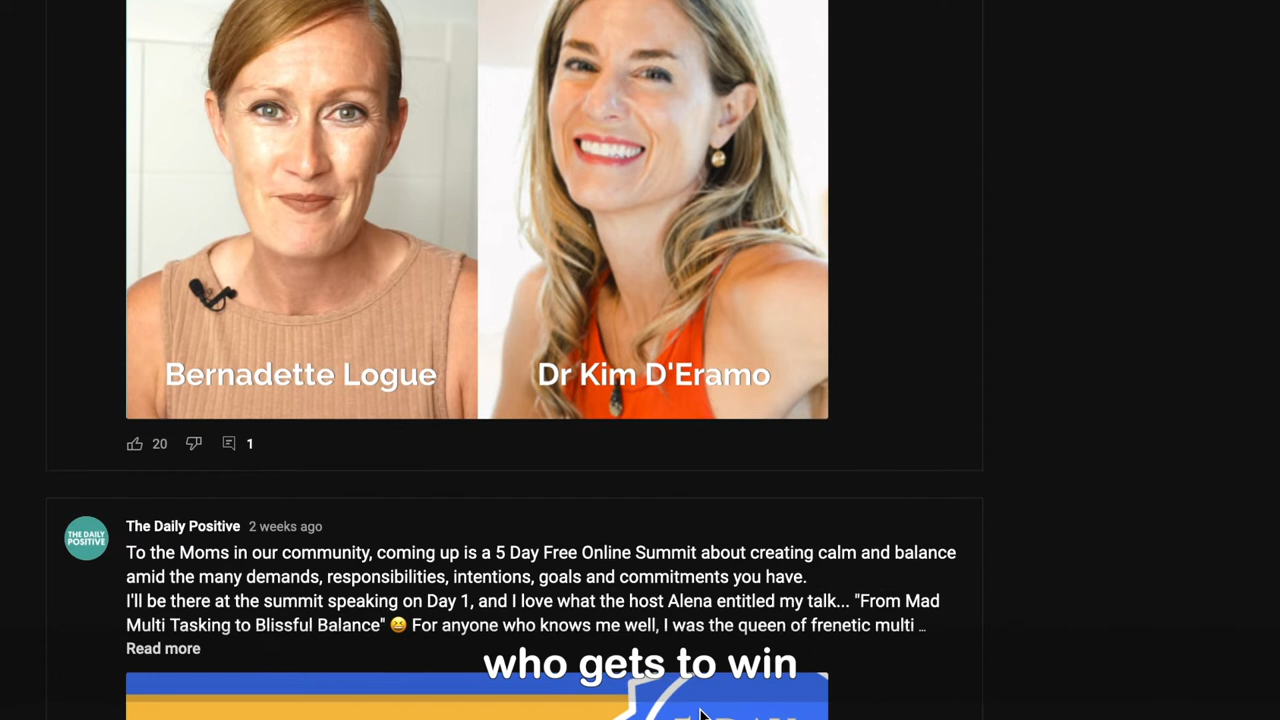 Bernadette Logue
Dr Kim D'Eramo
20
1
THE DAILY
POSITIVE
The Daily Positive 2 weeks ago
To the Moms in our community, coming up is a 5 Day Free Online Summit about creating calm and balance
amid the many demands, responsibilities, intentions, goals and commitments you have.
I'll be there at the summit speaking on Day 1, and I love what the host Alena entitled my talk... "From Mad
Multi Tasking to Blissful Balance" 😆 For anyone who knows me well, I was the queen of frenetic multi ...
Read more
who gets to win